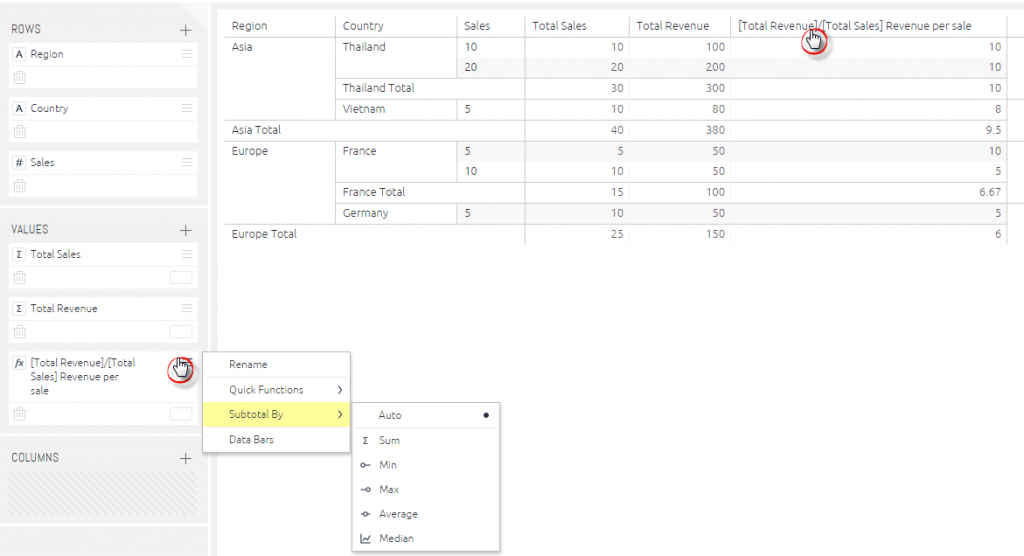 ROWS +
A Region
A Country
# Sales
VALUES +
Σ Total Sales
Σ Total Revenue
fx [Total Revenue]/[Total
Sales] Revenue per
sale
COLUMNS +
Region Country Sales Total Sales Total Revenue [Total Revenue]/[Total Sales] Revenue per sale
Asia Thailand 10 10 100 10
20 20 200 10
Thailand Total 30 300 10
Vietnam 5 10 80 8
Asia Total 40 380 9.5
Europe France 5 5 50 10
10 10 50 5
France Total 15 100 6.67
Germany 5 10 50 5
Europe Total 25 150 6
Rename
Quick Functions
Subtotal By
Data Bars
Auto
Σ Sum
Min
Max
Average
Median